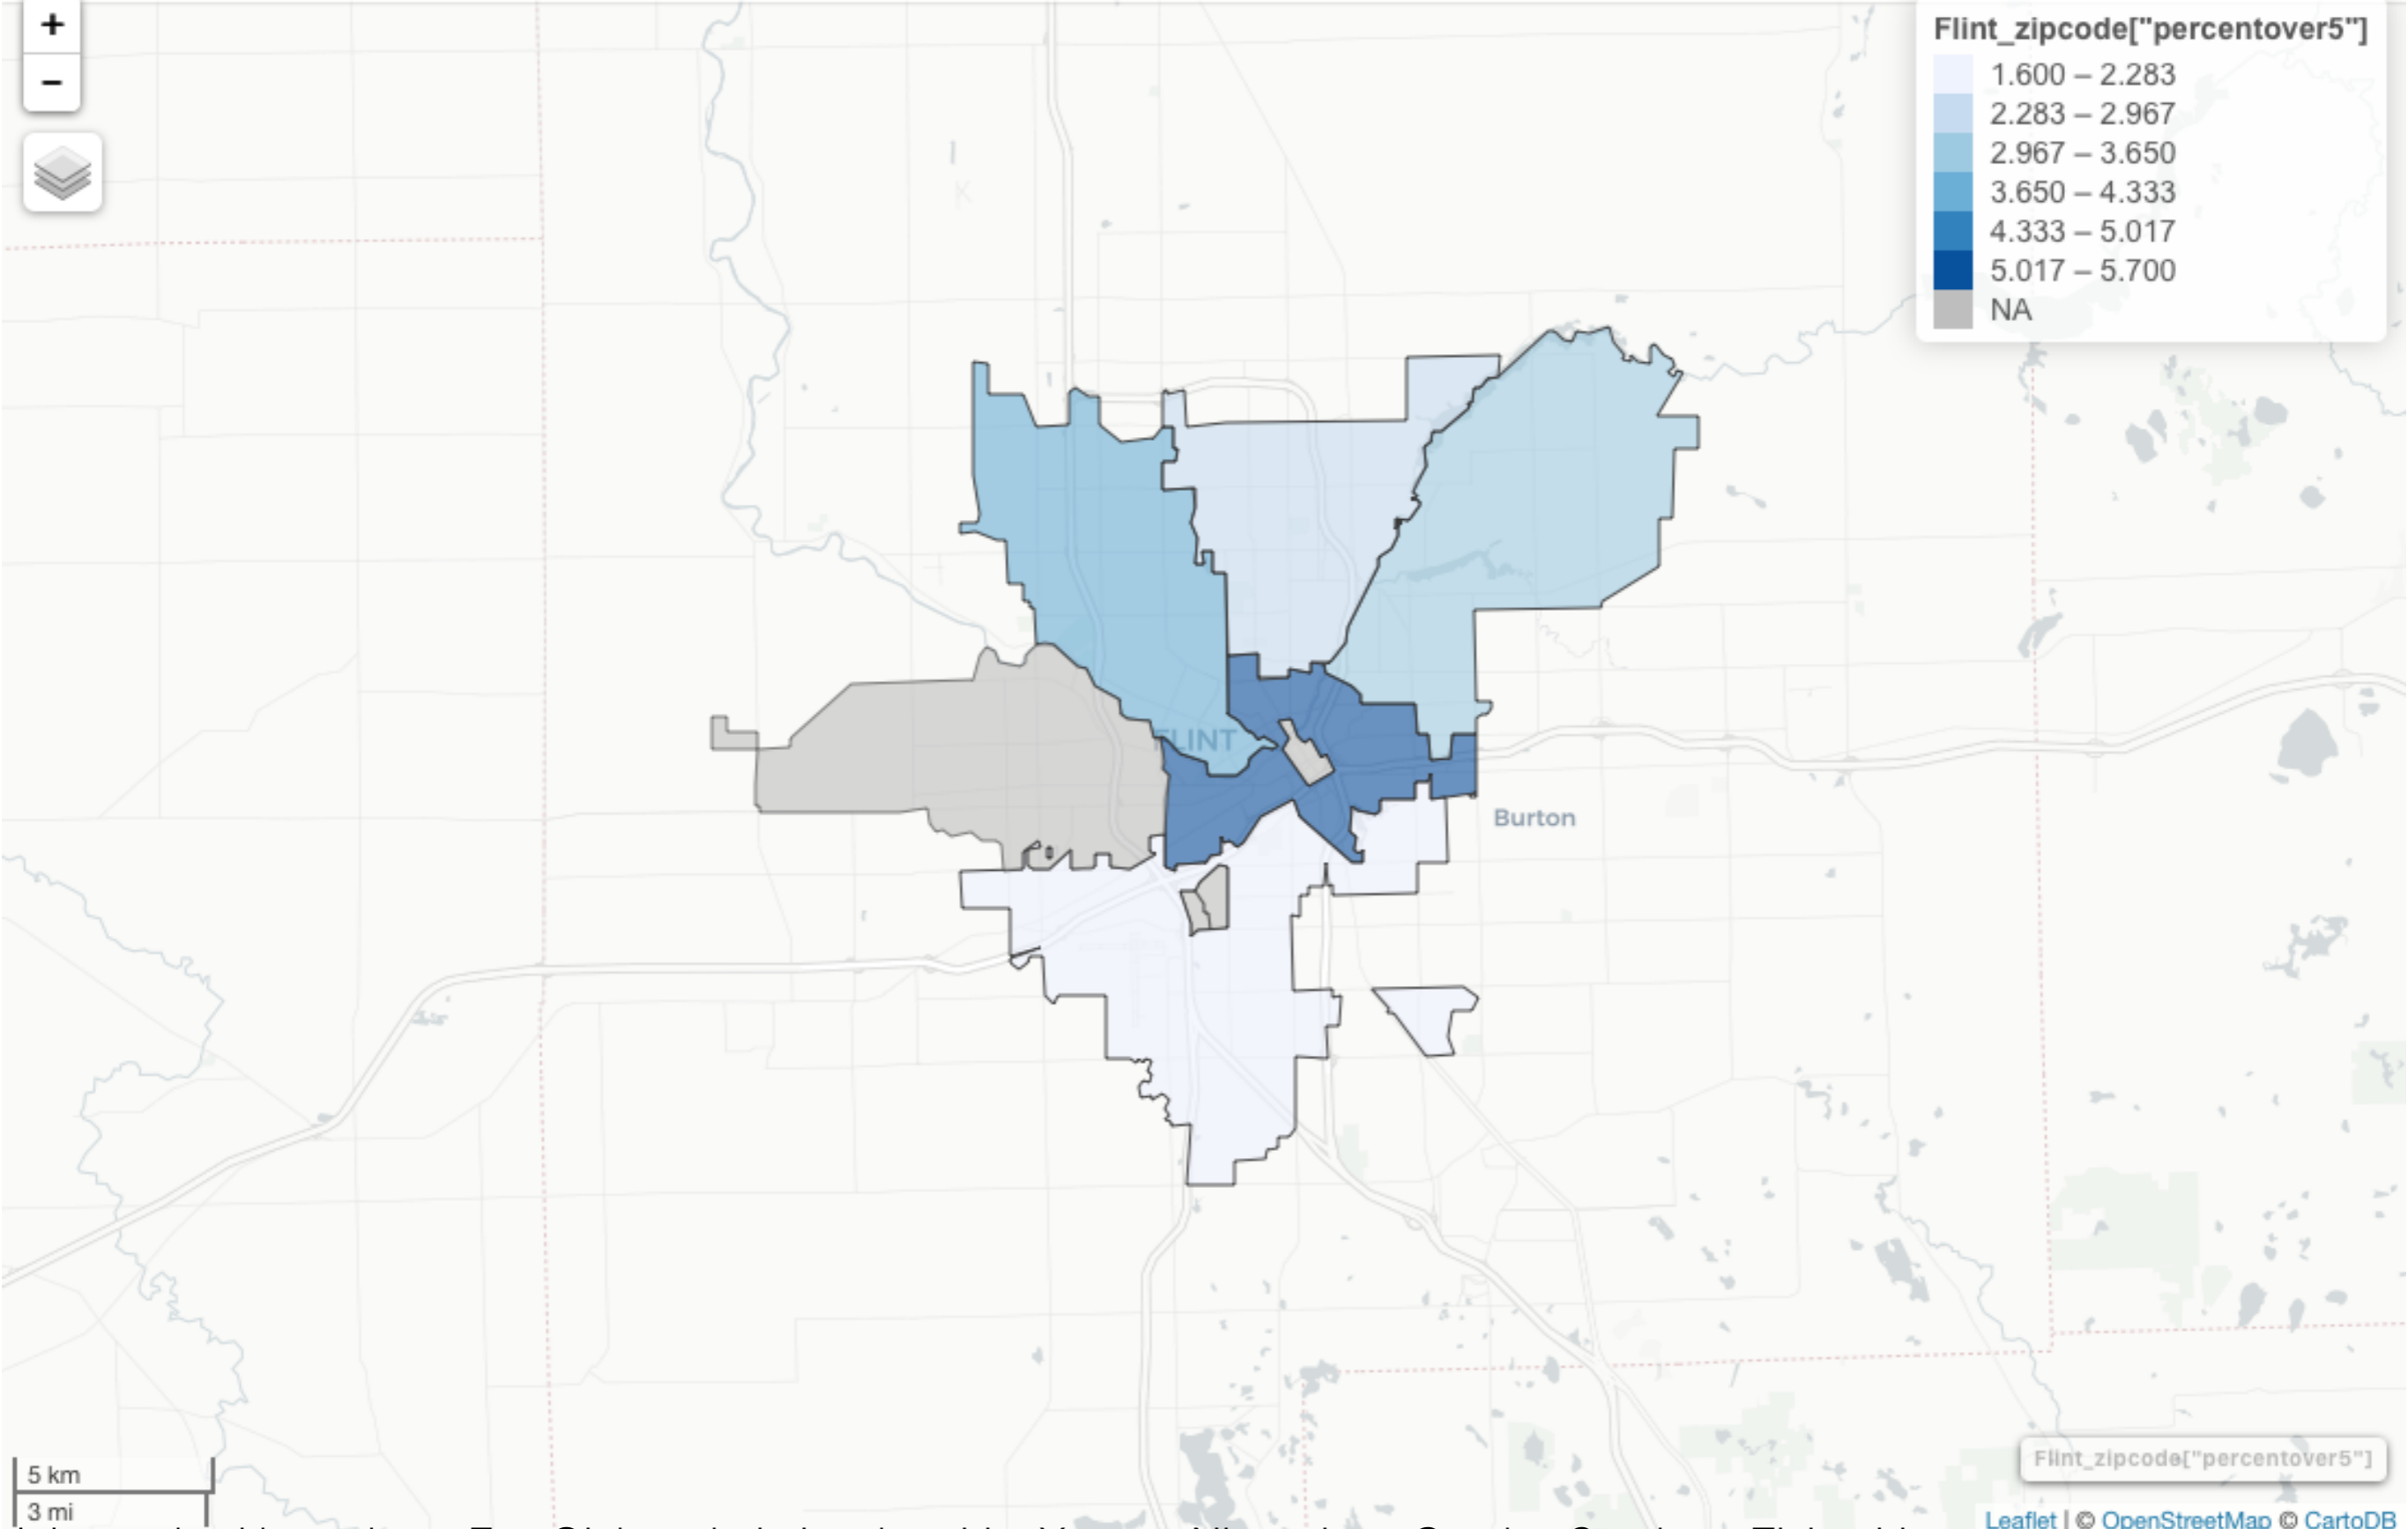 +
−
Flint_zipcode["percentover5"]
1.600 – 2.283
2.283 – 2.967
2.967 – 3.650
3.650 – 4.333
4.333 – 5.017
5.017 – 5.700
NA
FLINT
Burton
5 km
3 mi
Flint_zipcode["percentover5"]
Leaflet | © OpenStreetMap © CartoDB